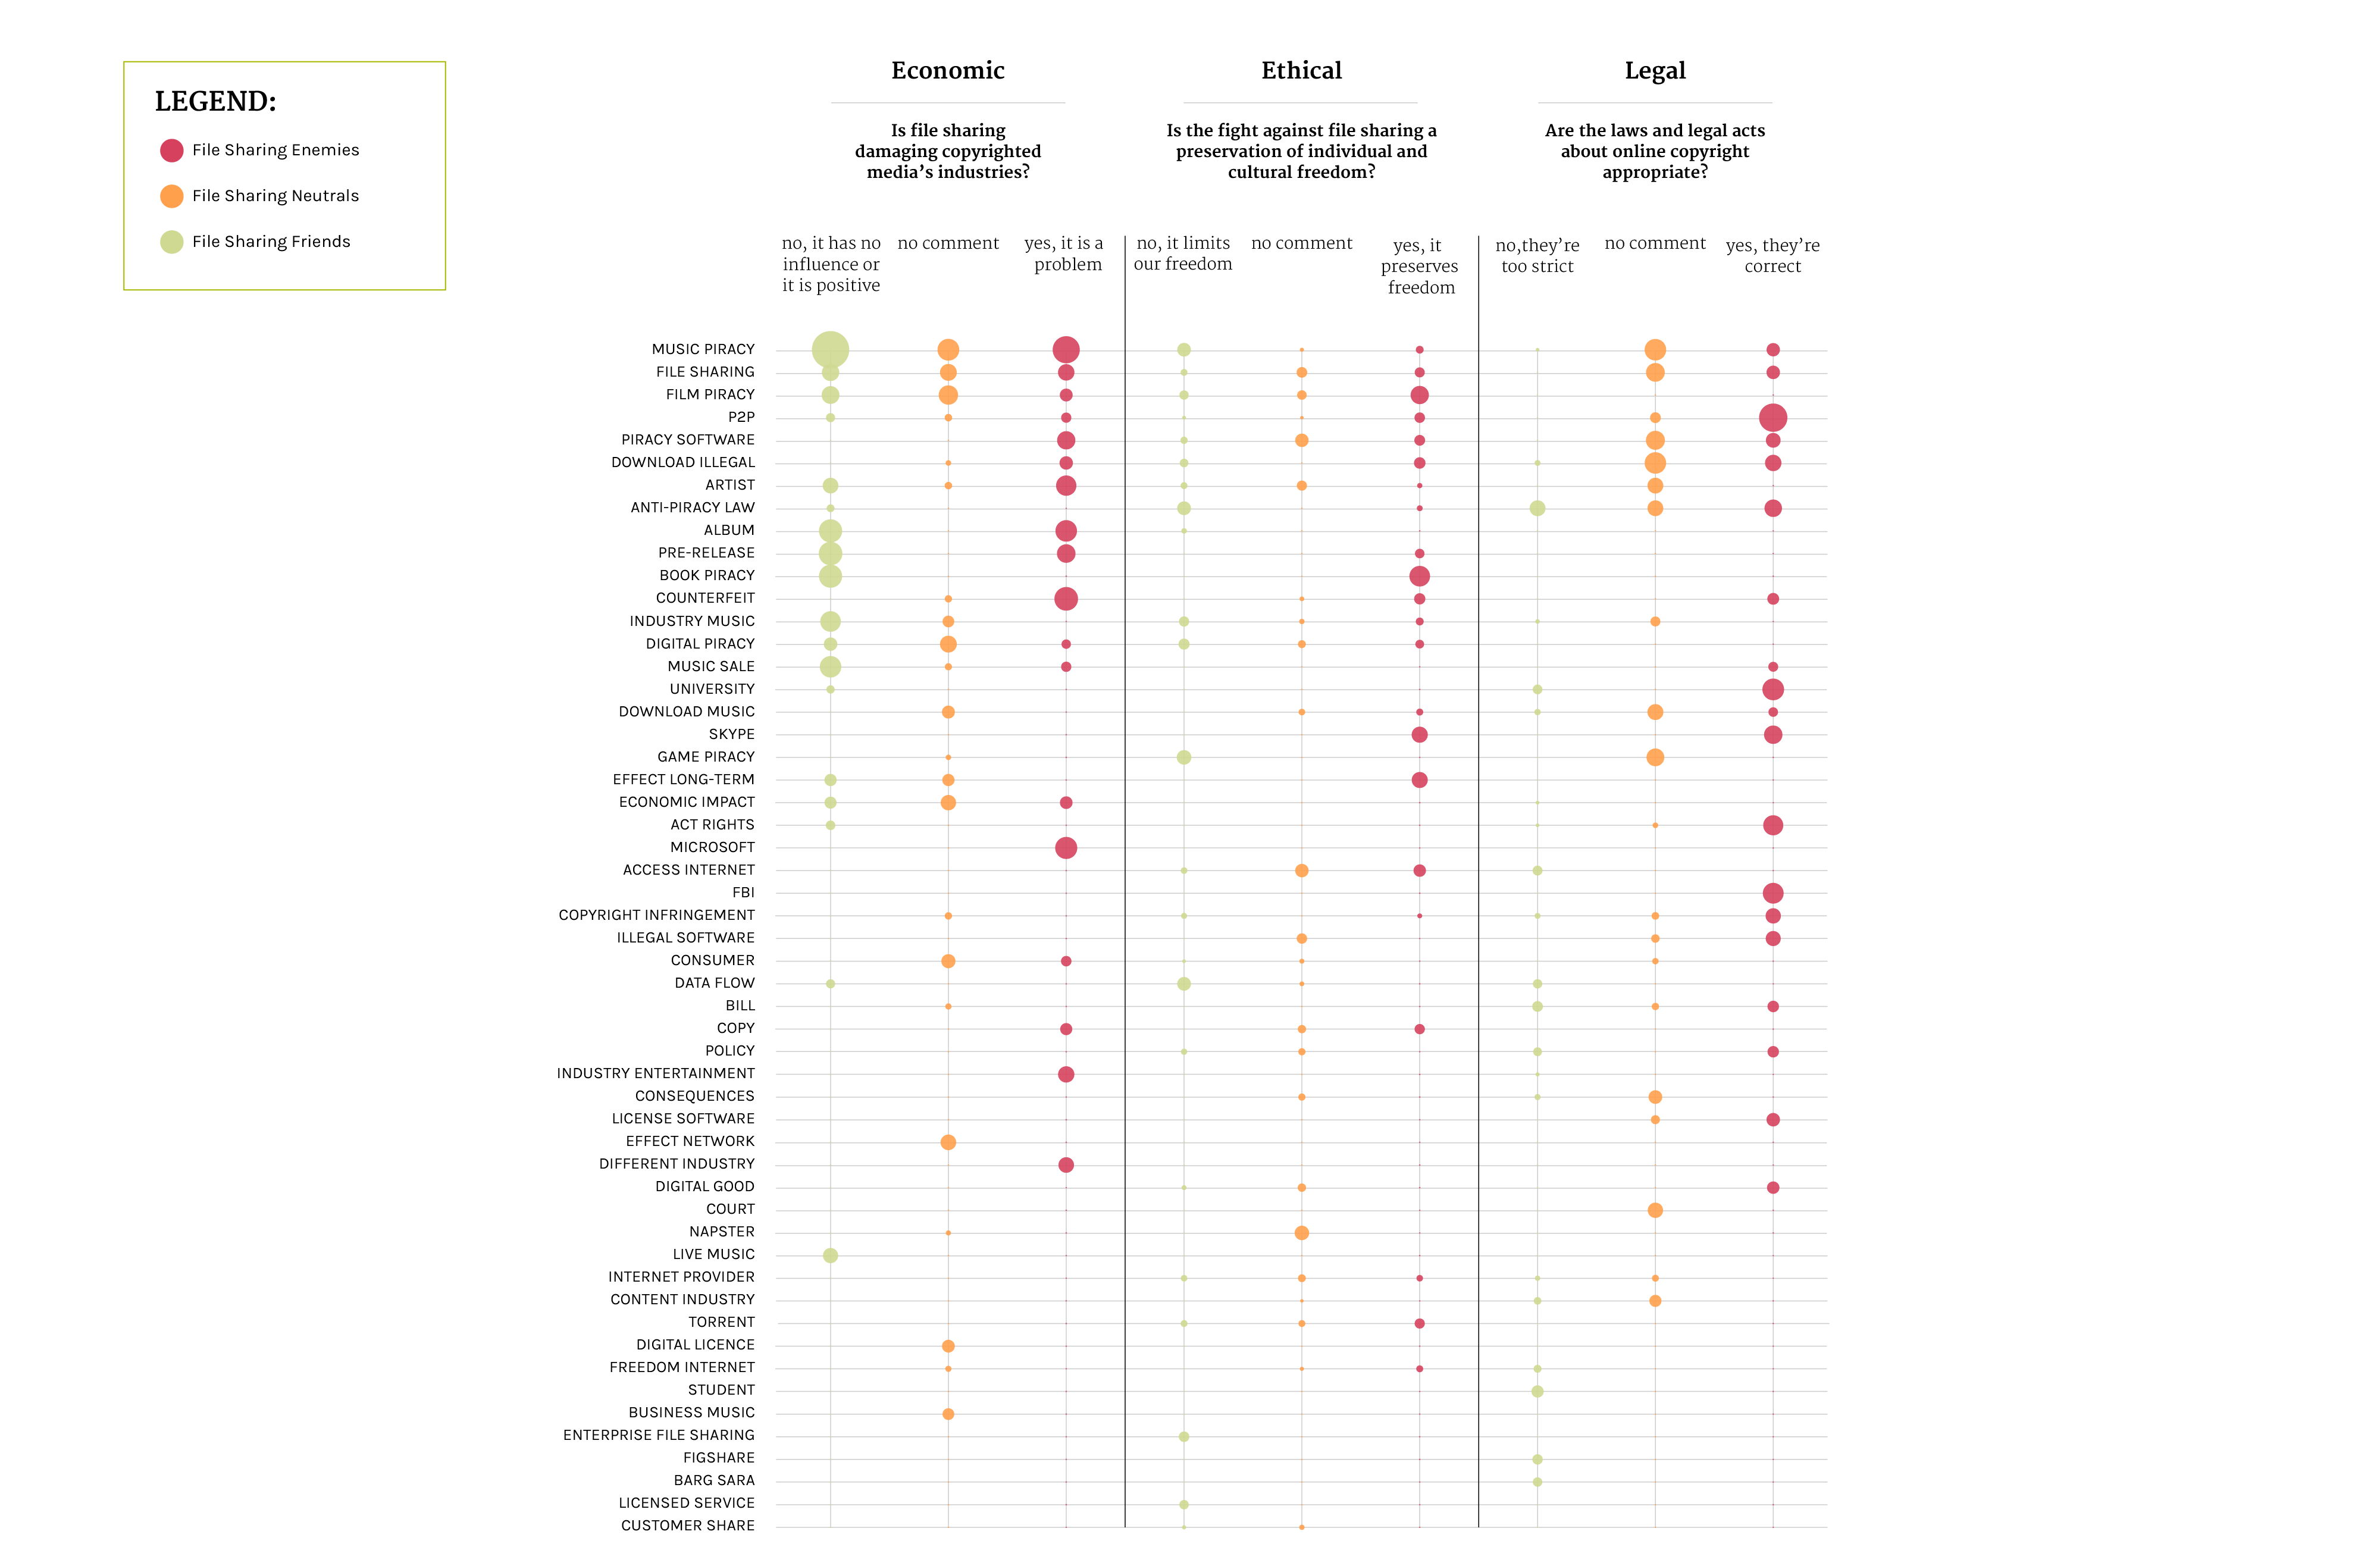 LEGEND:
File Sharing Enemies
File Sharing Neutrals
File Sharing Friends
Economic
Is file sharing
damaging copyrighted
media’s industries?
Ethical
Is the fight against file sharing a
preservation of individual and
cultural freedom?
Legal
Are the laws and legal acts
about online copyright
appropriate?
no, it has no
influence or
it is positive
no comment
yes, it is a
problem
no, it limits
our freedom
no comment
yes, it
preserves
freedom
no,they’re
too strict
no comment
yes, they’re
correct
MUSIC PIRACY
FILE SHARING
FILM PIRACY
P2P
PIRACY SOFTWARE
DOWNLOAD ILLEGAL
ARTIST
ANTI-PIRACY LAW
ALBUM
PRE-RELEASE
BOOK PIRACY
COUNTERFEIT
INDUSTRY MUSIC
DIGITAL PIRACY
MUSIC SALE
UNIVERSITY
DOWNLOAD MUSIC
SKYPE
GAME PIRACY
EFFECT LONG-TERM
ECONOMIC IMPACT
ACT RIGHTS
MICROSOFT
ACCESS INTERNET
FBI
COPYRIGHT INFRINGEMENT
ILLEGAL SOFTWARE
CONSUMER
DATA FLOW
BILL
COPY
POLICY
INDUSTRY ENTERTAINMENT
CONSEQUENCES
LICENSE SOFTWARE
EFFECT NETWORK
DIFFERENT INDUSTRY
DIGITAL GOOD
COURT
NAPSTER
LIVE MUSIC
INTERNET PROVIDER
CONTENT INDUSTRY
TORRENT
DIGITAL LICENCE
FREEDOM INTERNET
STUDENT
BUSINESS MUSIC
ENTERPRISE FILE SHARING
FIGSHARE
BARG SARA
LICENSED SERVICE
CUSTOMER SHARE